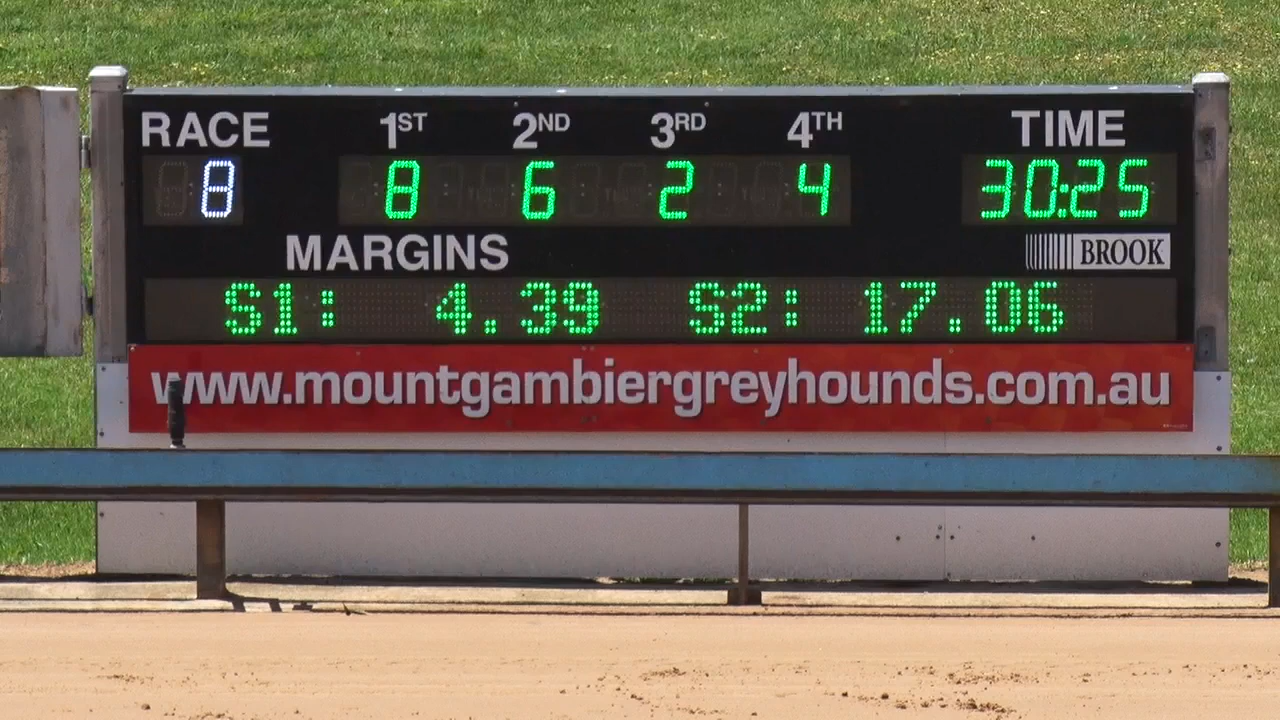 RACE 1ST 2ND 3RD 4TH TIME
8 8 6 2 4 30:25
MARGINS BROOK
S1: 4.39 S2: 17.06
www.mountgambiergreyhounds.com.au